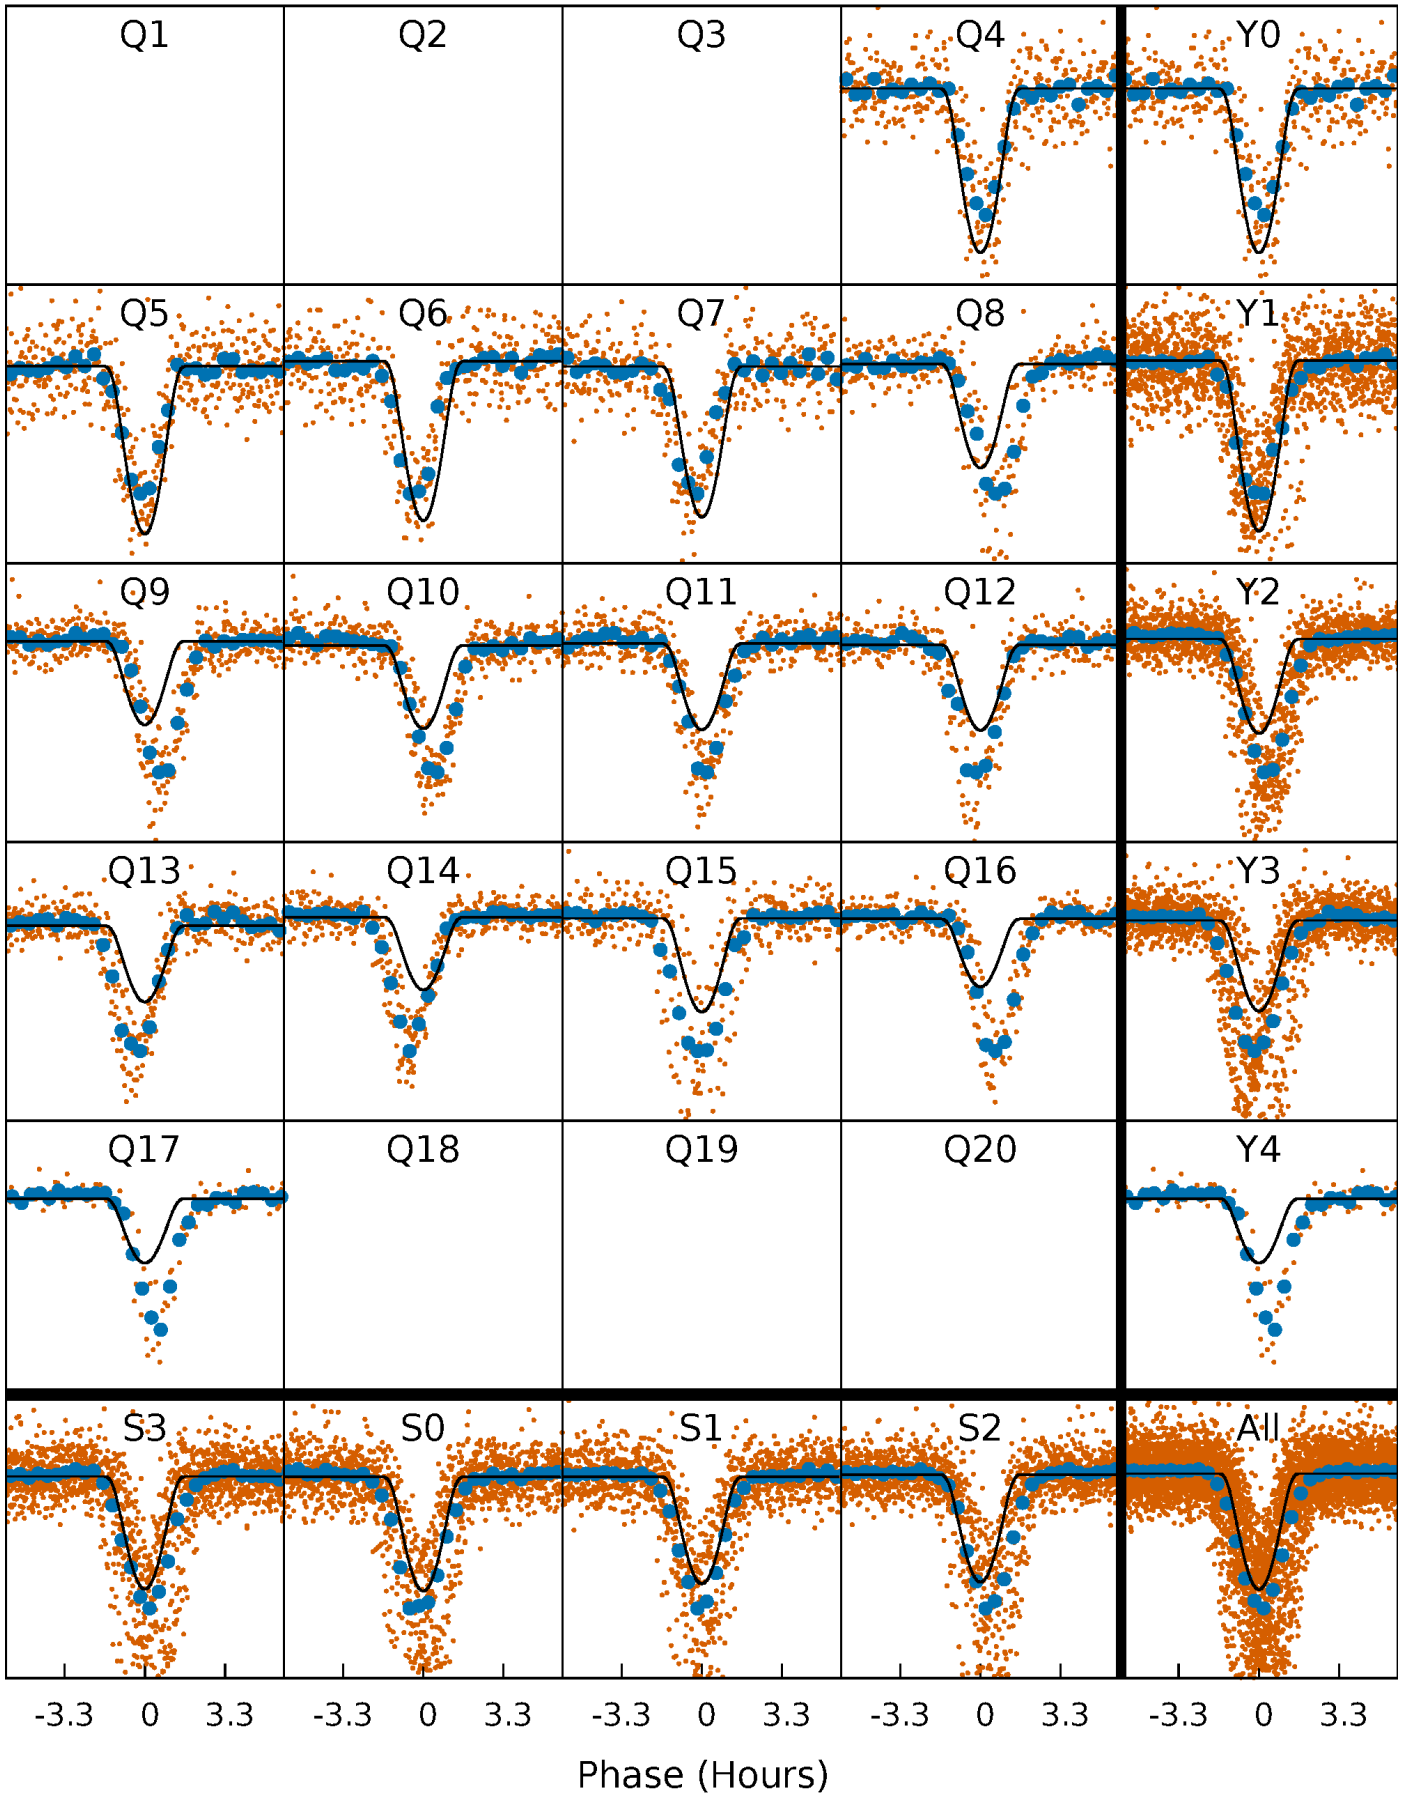 Q1 Q2 Q3 Q4 Y0
Q5 Q6 Q7 Q8 Y1
Q9 Q10 Q11 Q12 Y2
Q13 Q14 Q15 Q16 Y3
Q17 Q18 Q19 Q20 Y4
S3 S0 S1 S2 All
-3.3 0 3.3 -3.3 0 3.3 -3.3 0 3.3 -3.3 0 3.3 -3.3 0 3.3
Phase (Hours)